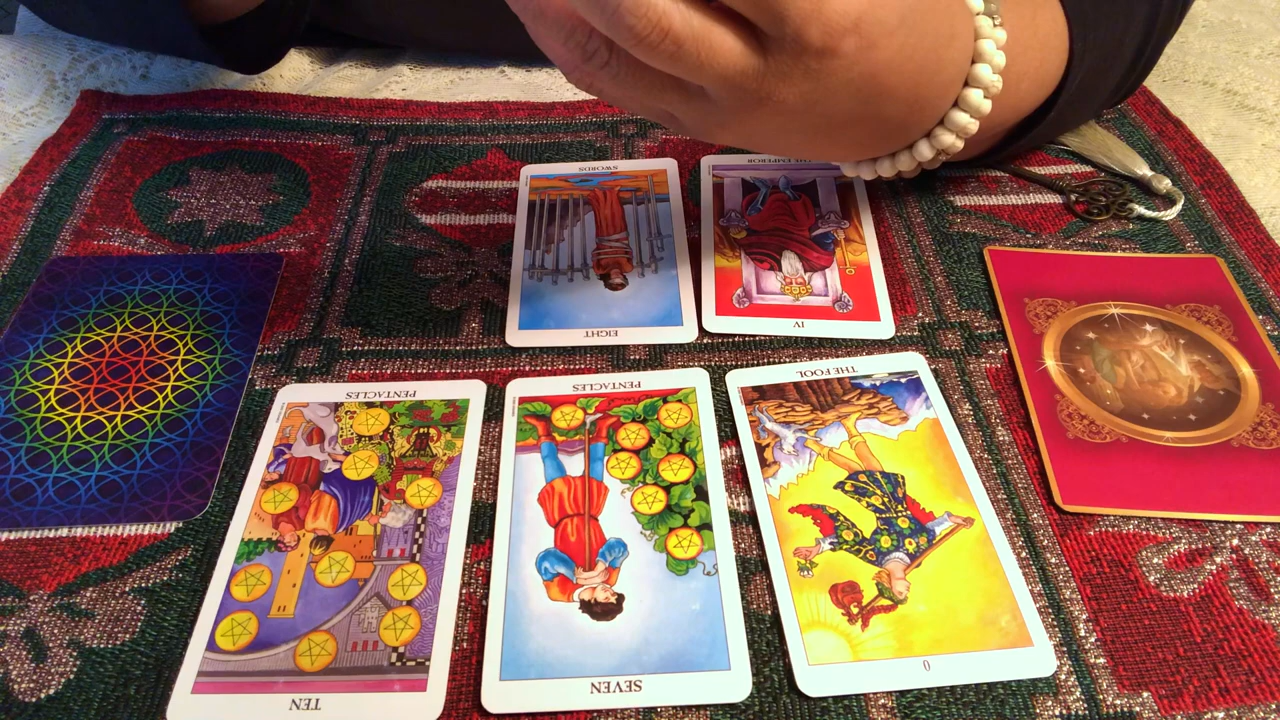 SWORDS
EIGHT
THE EMPEROR
IV
PENTACLES
TEN
PENTACLES
SEVEN
THE FOOL
0